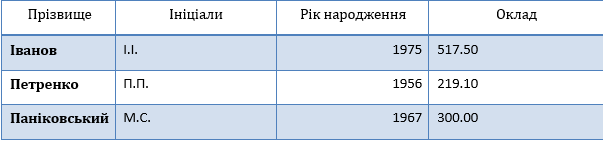 Прізвище Ініціали Рік народження Оклад
Іванов І.І. 1975 517.50
Петренко П.П. 1956 219.10
Паніковський М.С. 1967 300.00